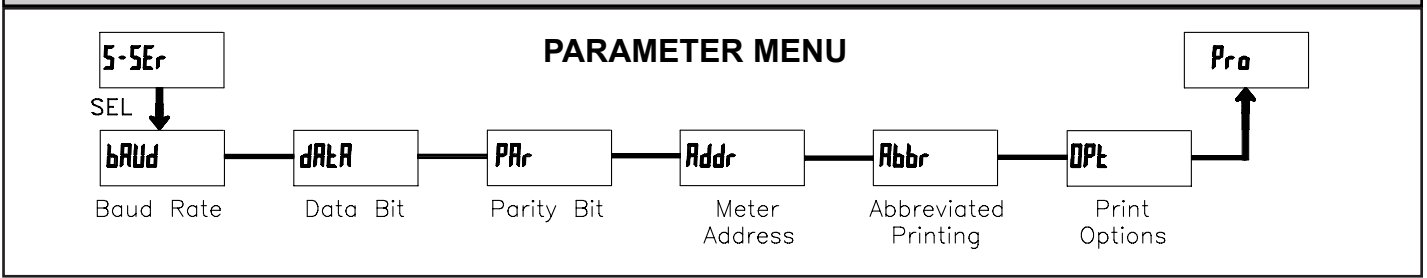 PARAMETER MENU
5-5Er
Pro
SEL
bAUd
dAtA
PAr
Addr
Abbr
OPt
Baud Rate
Data Bit
Parity Bit
Meter
Address
Abbreviated
Printing
Print
Options